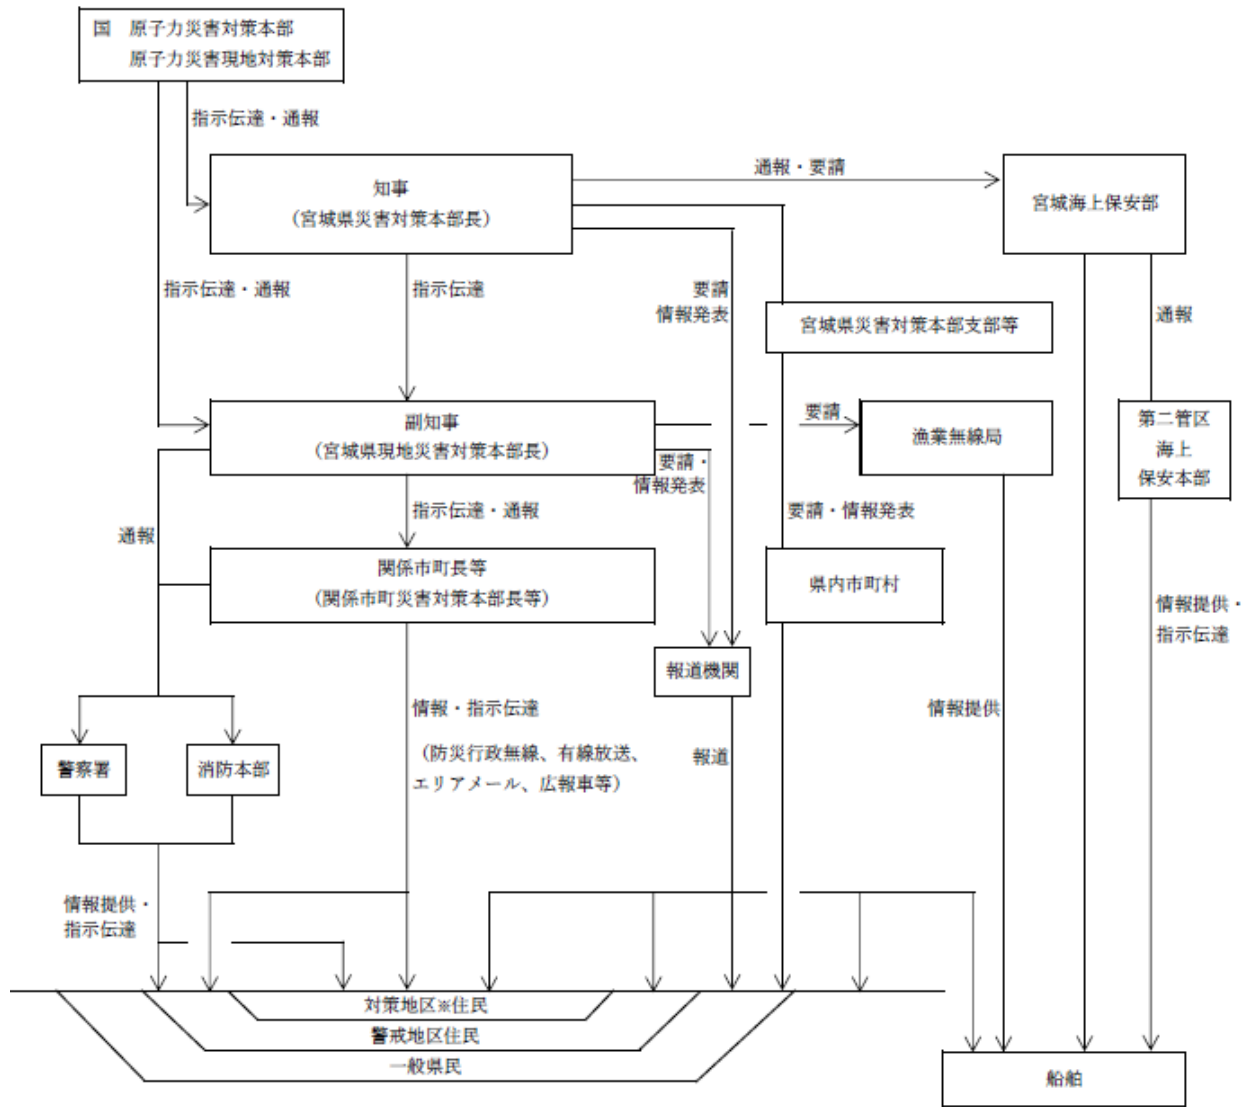 国 原子力災害対策本部
原子力災害現地対策本部
指示伝達・通報
知事
（宮城県災害対策本部長）
通報・要請
宮城海上保安部
指示伝達・通報
指示伝達
要請
情報発表
宮城県災害対策本部支部等
通報
副知事
（宮城県現地災害対策本部長）
要請
漁業無線局
第二管区
海上
保安本部
要請・
情報発表
通報
指示伝達・通報
要請・情報発表
関係市町長等
（関係市町災害対策本部長等）
県内市町村
情報提供・
指示伝達
報道機関
情報・指示伝達
（防災行政無線、有線放送、
エリアメール、広報車等）
報道
情報提供
警察署
消防本部
情報提供・
指示伝達
対策地区※住民
警戒地区住民
一般県民
船舶